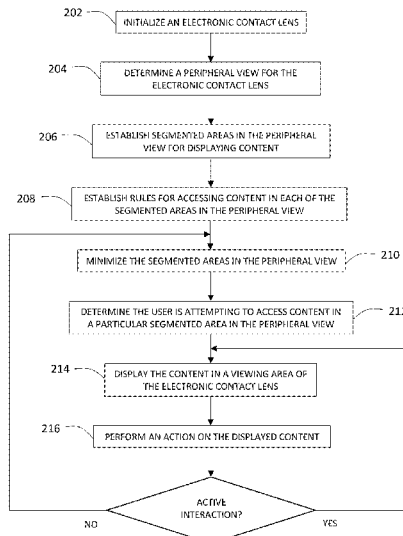 202
INITIALIZE AN ELECTRONIC CONTACT LENS
204
DETERMINE A PERIPHERAL VIEW FOR THE
ELECTRONIC CONTACT LENS
206
ESTABLISH SEGMENTED AREAS IN THE PERIPHERAL
VIEW FOR DISPLAYING CONTENT
208
ESTABLISH RULES FOR ACCESSING CONTENT IN EACH OF THE
SEGMENTED AREAS IN THE PERIPHERAL VIEW
MINIMIZE THE SEGMENTED AREAS IN THE PERIPHERAL VIEW
210
DETERMINE THE USER IS ATTEMPTING TO ACCESS CONTENT IN
A PARTICULAR SEGMENTED AREA IN THE PERIPHERAL VIEW
212
214
DISPLAY THE CONTENT IN A VIEWING AREA OF
THE ELECTRONIC CONTACT LENS
216
PERFORM AN ACTION ON THE DISPLAYED CONTENT
ACTIVE
INTERACTION?
NO
YES